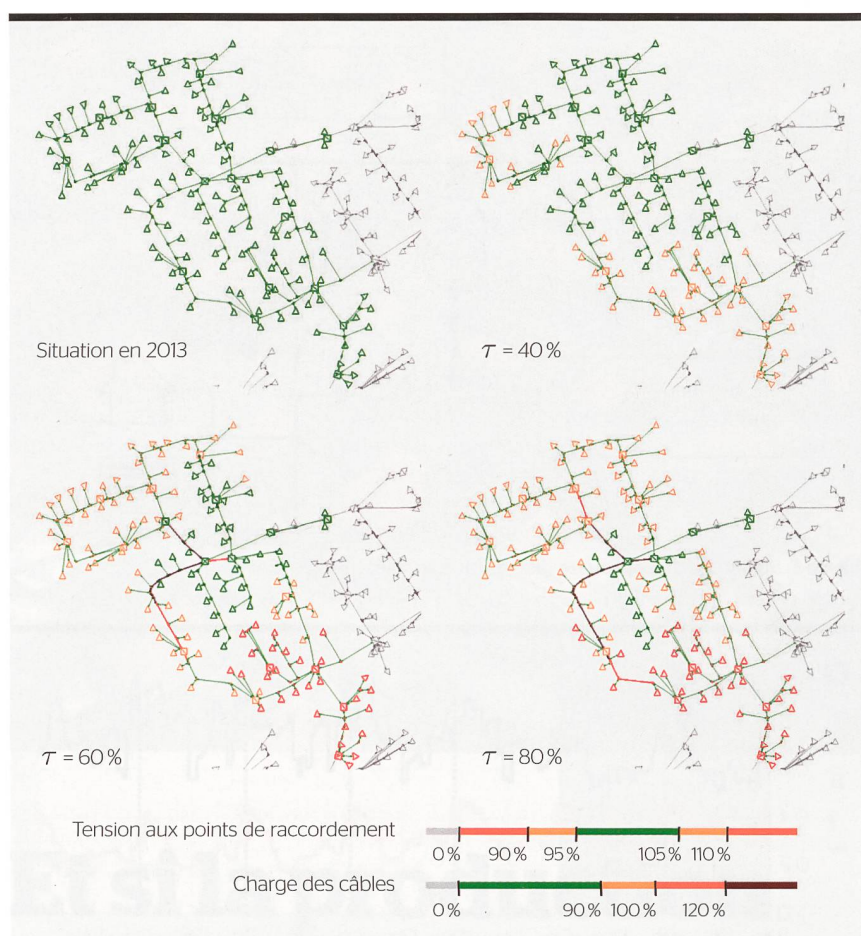 Situation en 2013
τ = 40 %
τ = 60 %
τ = 80 %
Tension aux points de raccordement
0 % 90 % 95 % 105 % 110 %
Charge des câbles
0 % 90 % 100 % 120 %